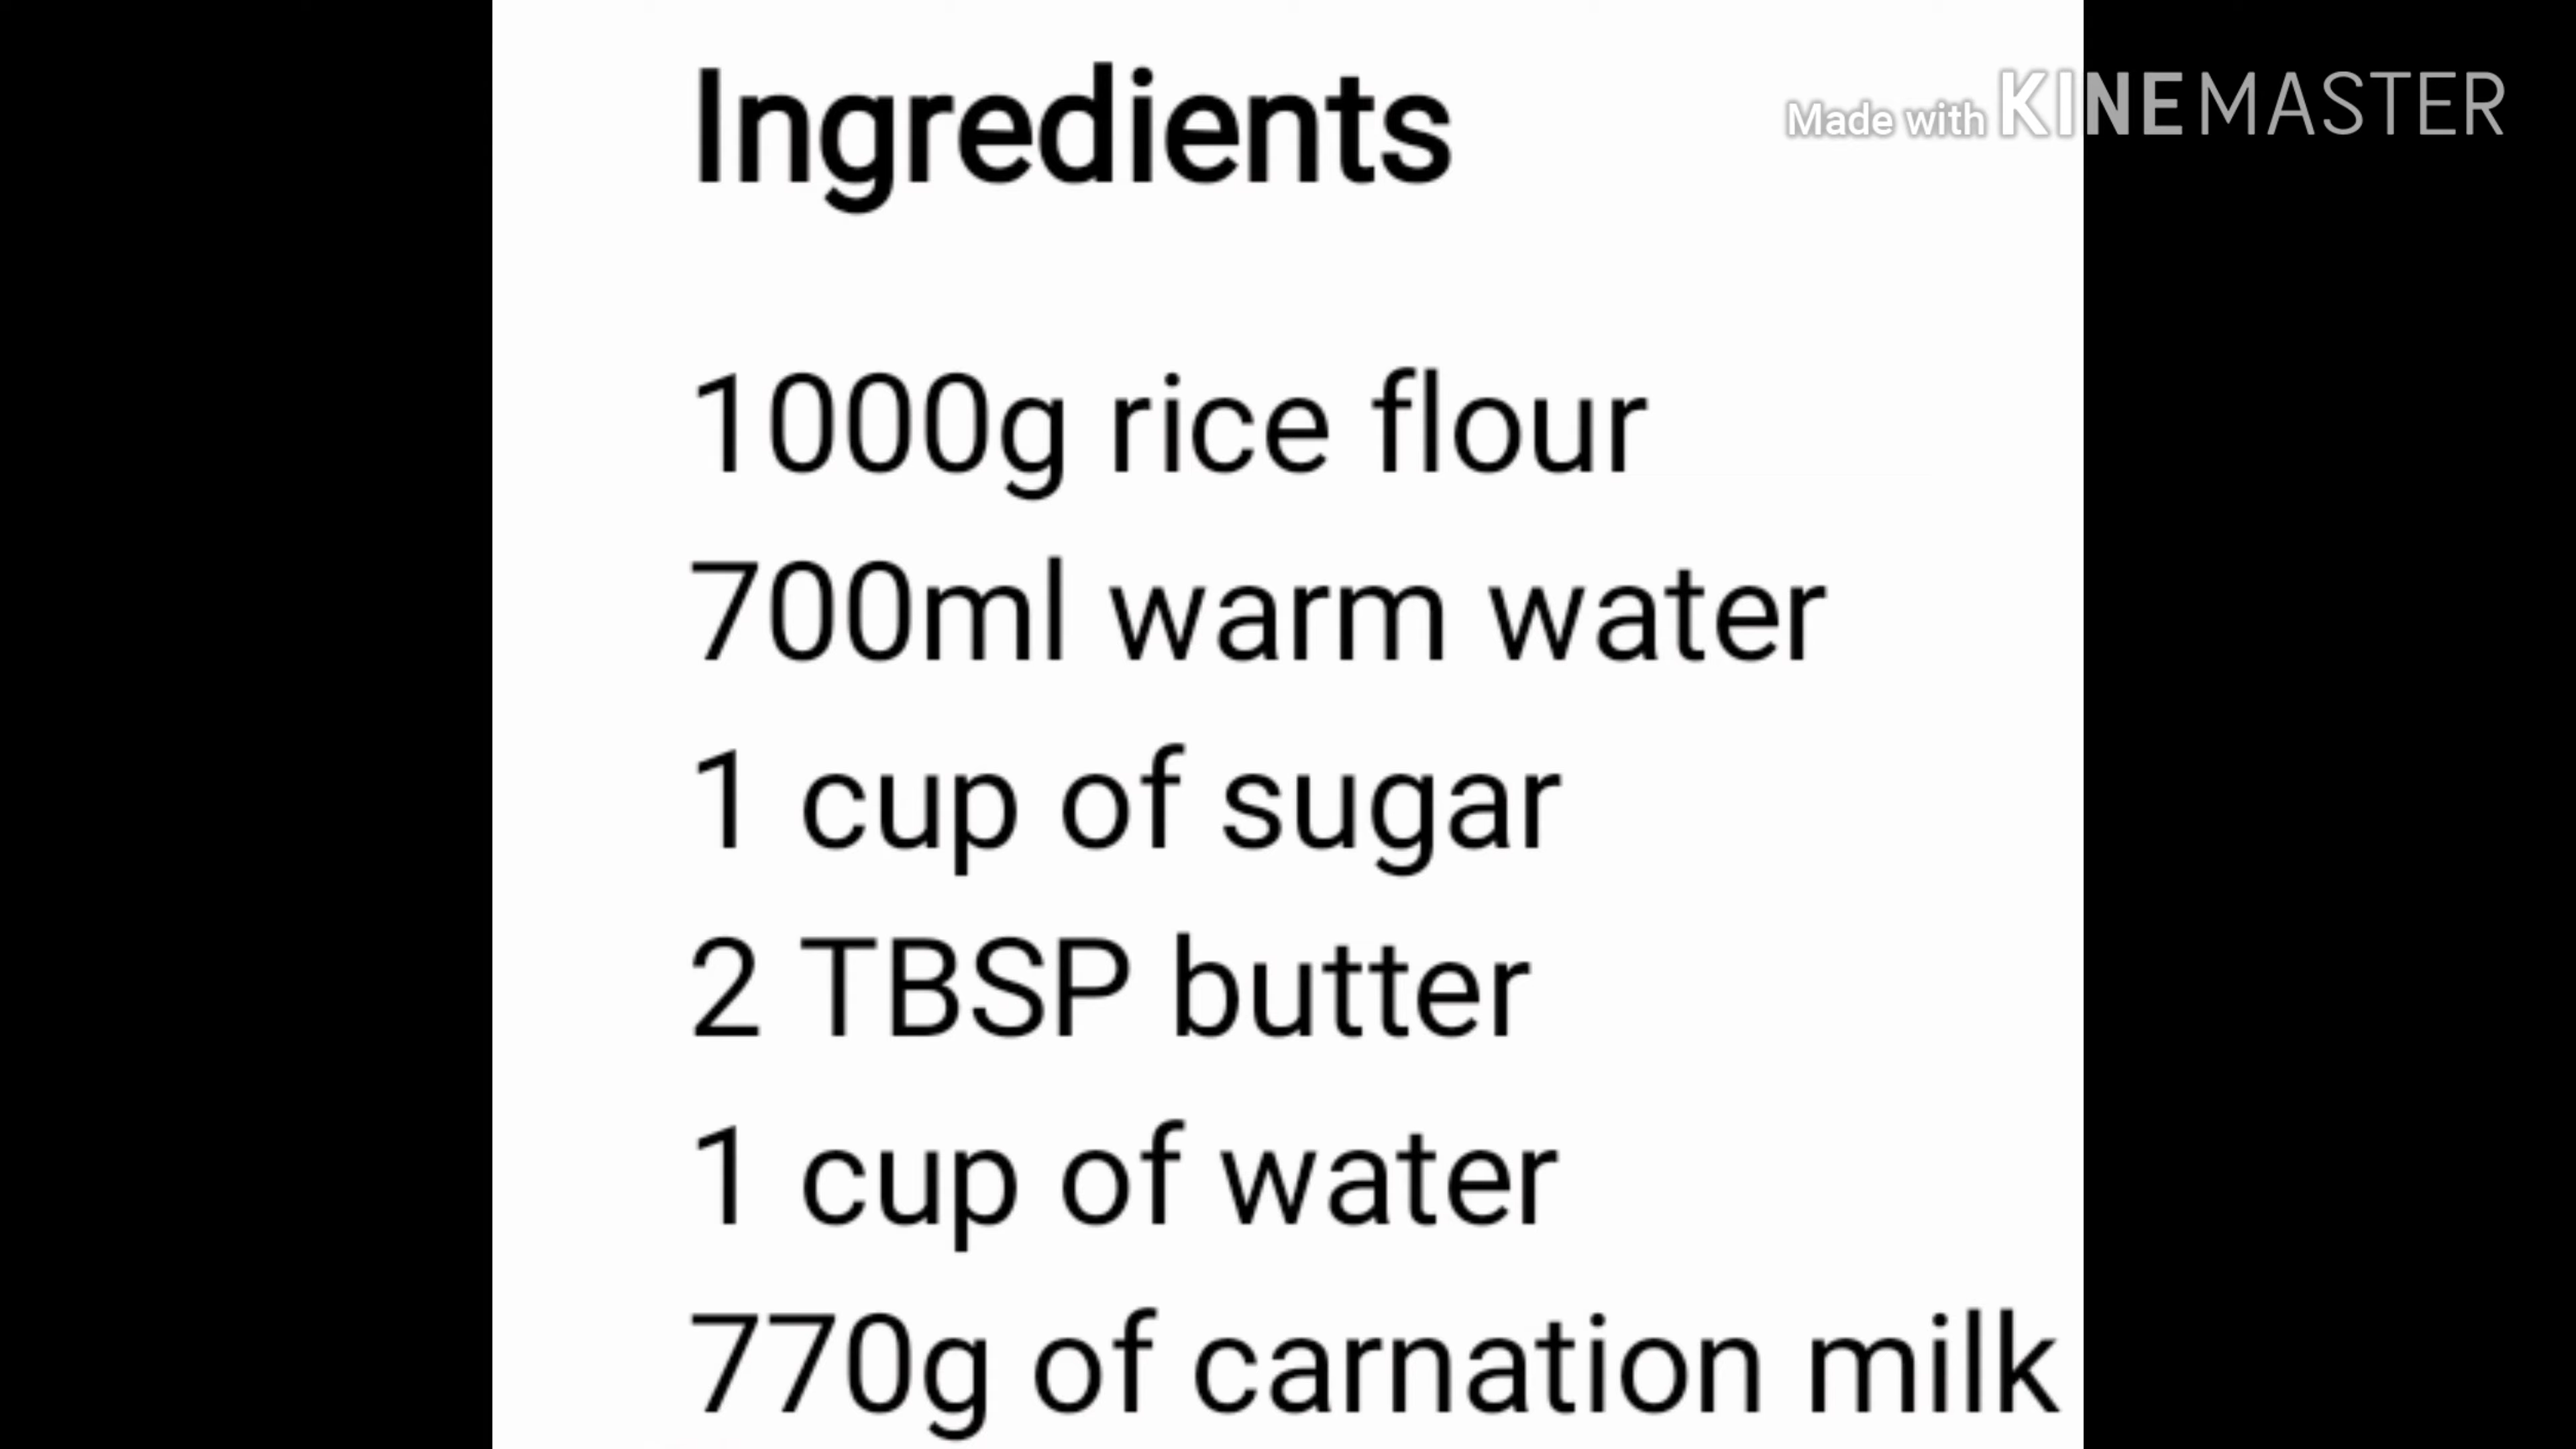 Ingredients
Made with KINEMASTER
1000g rice flour
700ml warm water
1 cup of sugar
2 TBSP butter
1 cup of water
770g of carnation milk